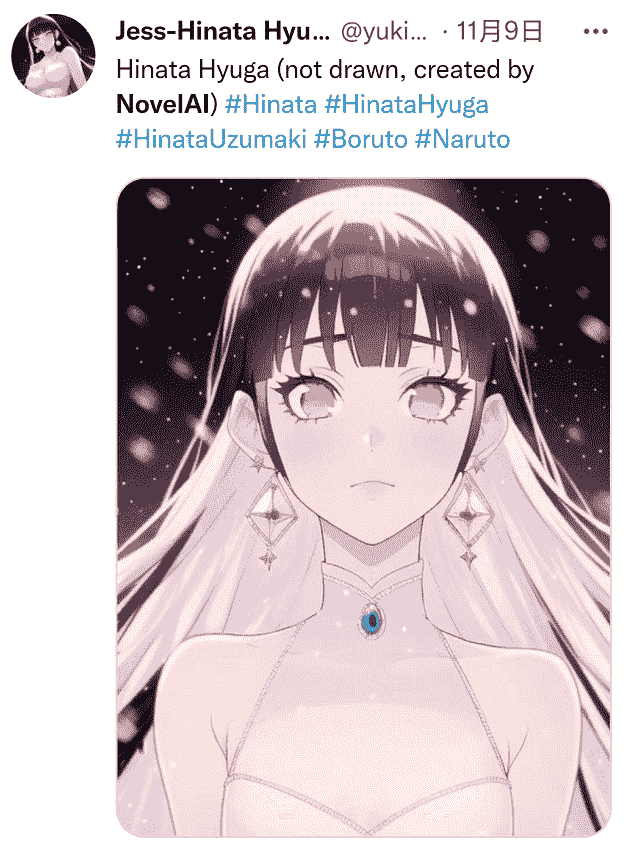 Jess-Hinata Hyu... @yuki... · 11月9日
Hinata Hyuga (not drawn, created by
NovelAI) #Hinata #HinataHyuga
#HinataUzumaki #Boruto #Naruto